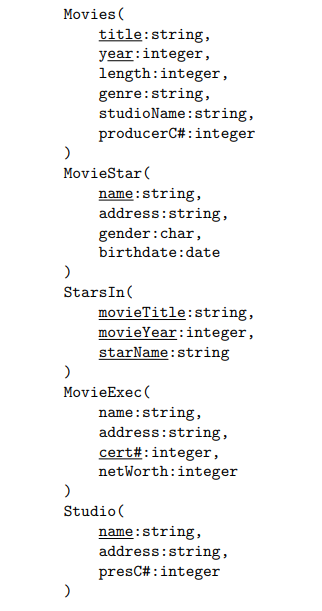 Movies(
title:string,
year:integer,
length:integer,
genre:string,
studioName:string,
producerC#:integer
)
MovieStar(
name:string,
address:string,
gender:char,
birthdate:date
)
StarsIn(
movieTitle:string,
movieYear:integer,
starName:string
)
MovieExec(
name:string,
address:string,
cert#:integer,
netWorth:integer
)
Studio(
name:string,
address:string,
presC#:integer
)